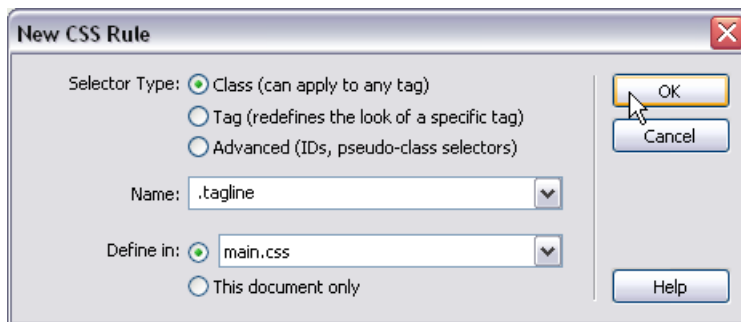 New CSS Rule
Selector Type: Class (can apply to any tag)
OK
Tag (redefines the look of a specific tag)
Advanced (IDs, pseudo-class selectors)
Cancel
Name: .tagline
Define in: main.css
This document only
Help